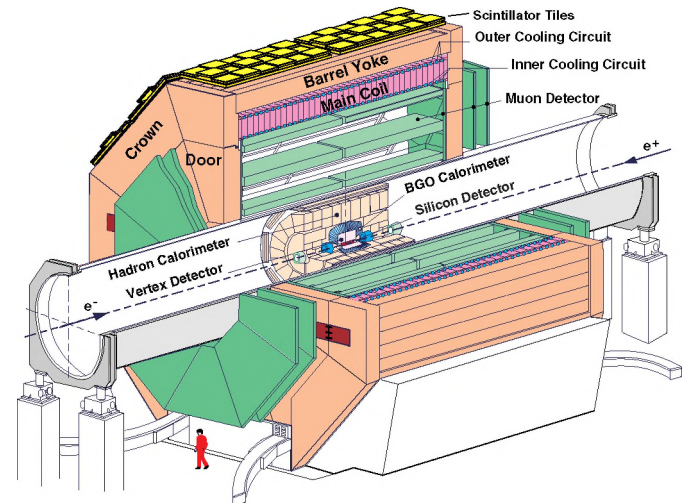 Scintillator Tiles
Outer Cooling Circuit
Inner Cooling Circuit
Barrel Yoke
Main Coil
Muon Detector
Crown
Door
e+
BGO Calorimeter
Silicon Detector
Hadron Calorimeter
Vertex Detector
e-